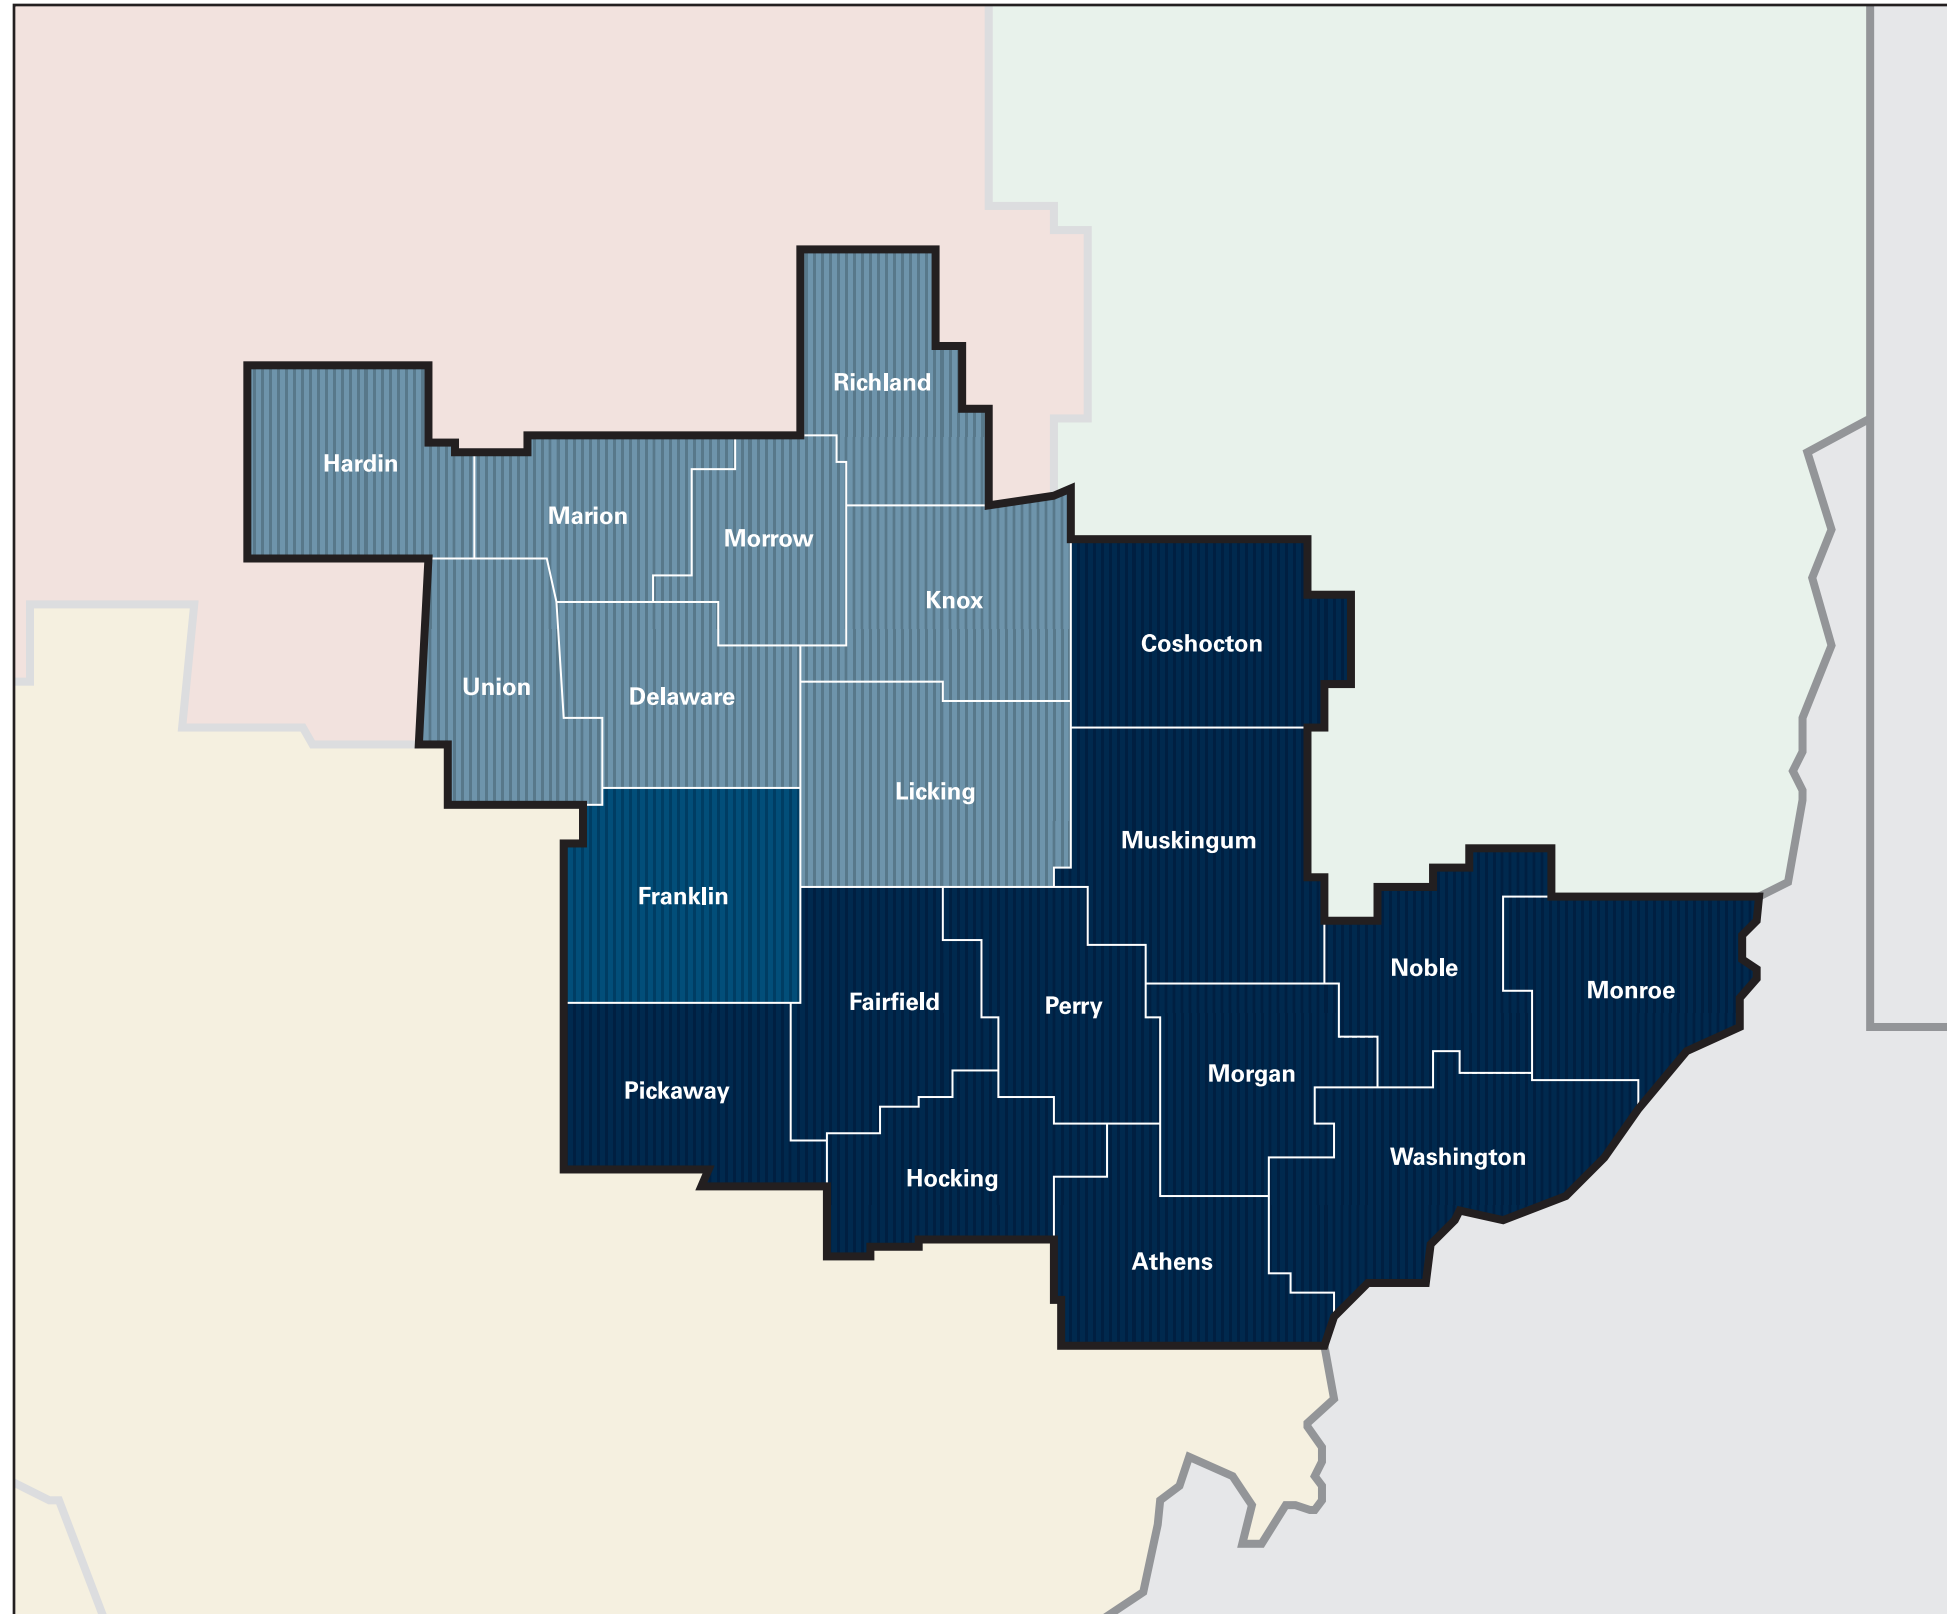 Richland
Hardin
Marion
Morrow
Knox
Coshocton
Union
Delaware
Licking
Muskingum
Franklin
Noble
Monroe
Fairfield
Perry
Morgan
Pickaway
Washington
Hocking
Athens